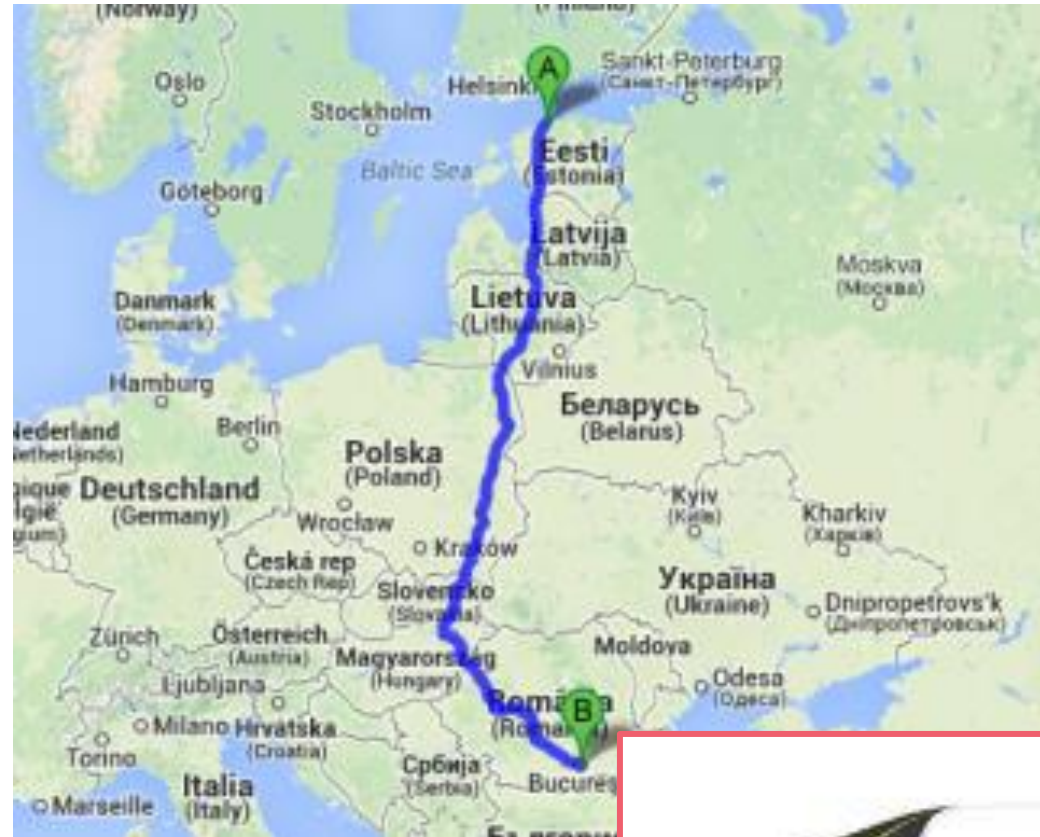 (Norway)
Oslo
Stockholm
Helsinki
A
Sankt-Peterburg
(Санкт-Петербург)
Baltic Sea
Eesti
(Estonia)
Göteborg
Latvija
(Latvia)
Moskva
(Москва)
Danmark
(Denmark)
Lietuva
(Lithuania)
Vilnius
Hamburg
Беларусь
(Belarus)
Berlin
Nederland
Netherlands)
Polska
(Poland)
Deutschland
(Germany)
Wrocław
Kyiv
(Київ)
Kharkiv
(Харків)
Kraków
Česká rep
(Czech Rep)
Slovensko
(Slovakia)
Україна
(Ukraine)
Dnipropetrovs'k
(Дніпропетровськ)
Zürich
Österreich
(Austria)
Magyarország
(Hungary)
Moldova
Ljubljana
Odesa
(Одеса)
România
(Romania)
B
Milano
Hrvatska
(Croatia)
Torino
Србија
(Serbia)
Bucureș
Italia
(Italy)
Marseille